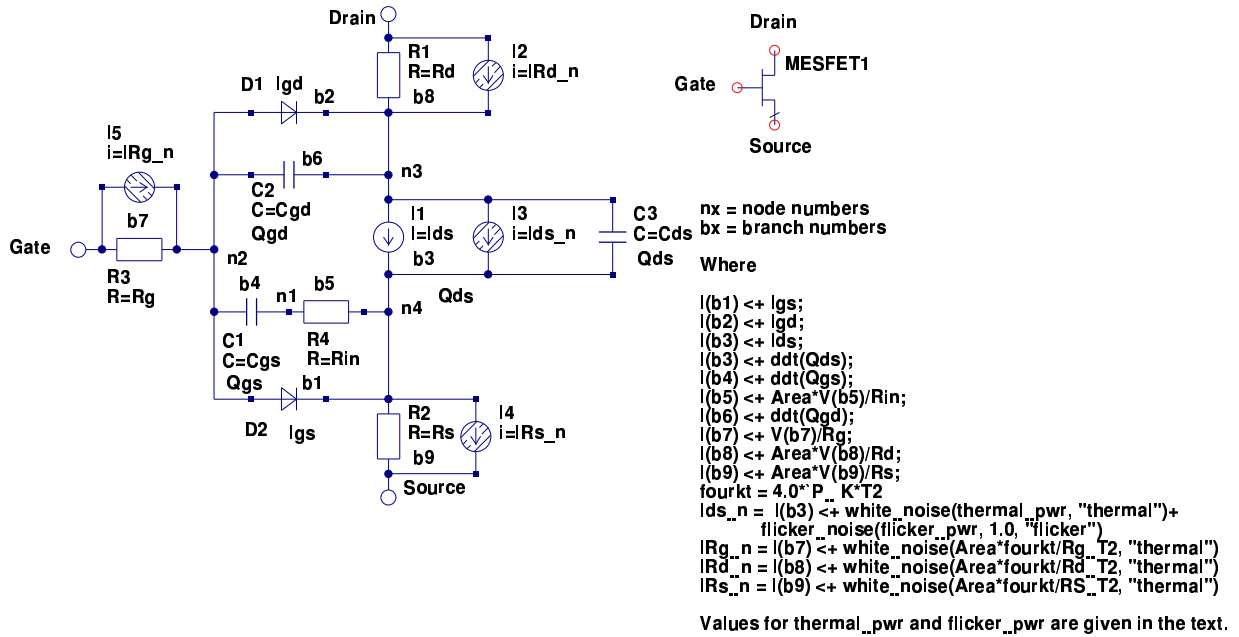 Drain
R1
R=Rd
b8
I2
i=IRd_n
D1
Igd
b2
I5
i=IRg_n
b7
b6
C2
C=Cgd
Qgd
n3
Gate
R3
R=Rg
n2
I1
I=Ids
b3
I3
i=Ids_n
C3
C=Cds
Qds
Qds
b4
n1
b5
n4
C1
C=Cgs
Qgs
R4
R=Rin
b1
D2
Igs
R2
R=Rs
b9
I4
i=IRs_n
Source
Drain
MESFET1
Gate
Source
nx = node numbers
bx = branch numbers
Where
I(b1) <+ Igs;
I(b2) <+ Igd;
I(b3) <+ Ids;
I(b3) <+ ddt(Qds);
I(b4) <+ ddt(Qgs);
I(b5) <+ Area*V(b5)/Rin;
I(b6) <+ ddt(Qgd);
I(b7) <+ V(b7)/Rg;
I(b8) <+ Area*V(b8)/Rd;
I(b9) <+ Area*V(b9)/Rs;
fourkt = 4.0*`P_K*T2
Ids_n = I(b3) <+ white_noise(thermal_pwr, "thermal")+
flicker_noise(flicker_pwr, 1.0, "flicker")
IRg_n = I(b7) <+ white_noise(Area*fourkt/Rg_T2, "thermal")
IRd_n = I(b8) <+ white_noise(Area*fourkt/Rd_T2, "thermal")
IRs_n = I(b9) <+ white_noise(Area*fourkt/RS_T2, "thermal")
Values for thermal_pwr and flicker_pwr are given in the text.